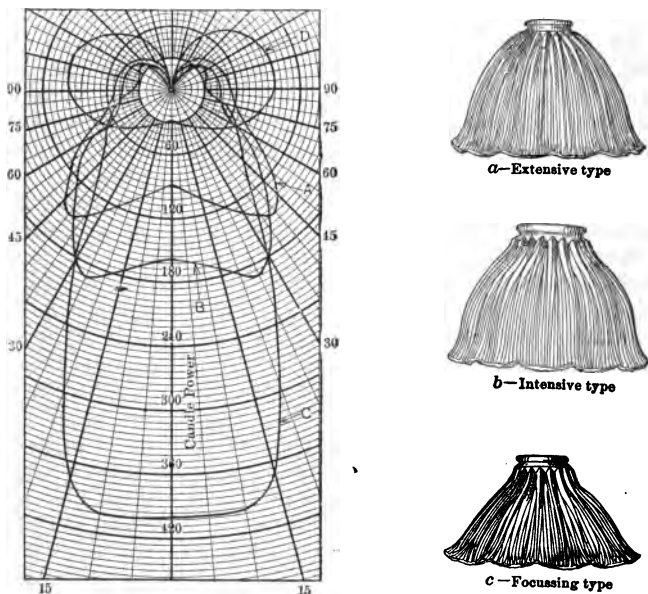 D
90 90
75 75
60
60 60
A
120
45 45
180
B
240
30 30
Candle Power
300
C
360
420
15 15
a—Extensive type
b—Intensive type
c—Focussing type